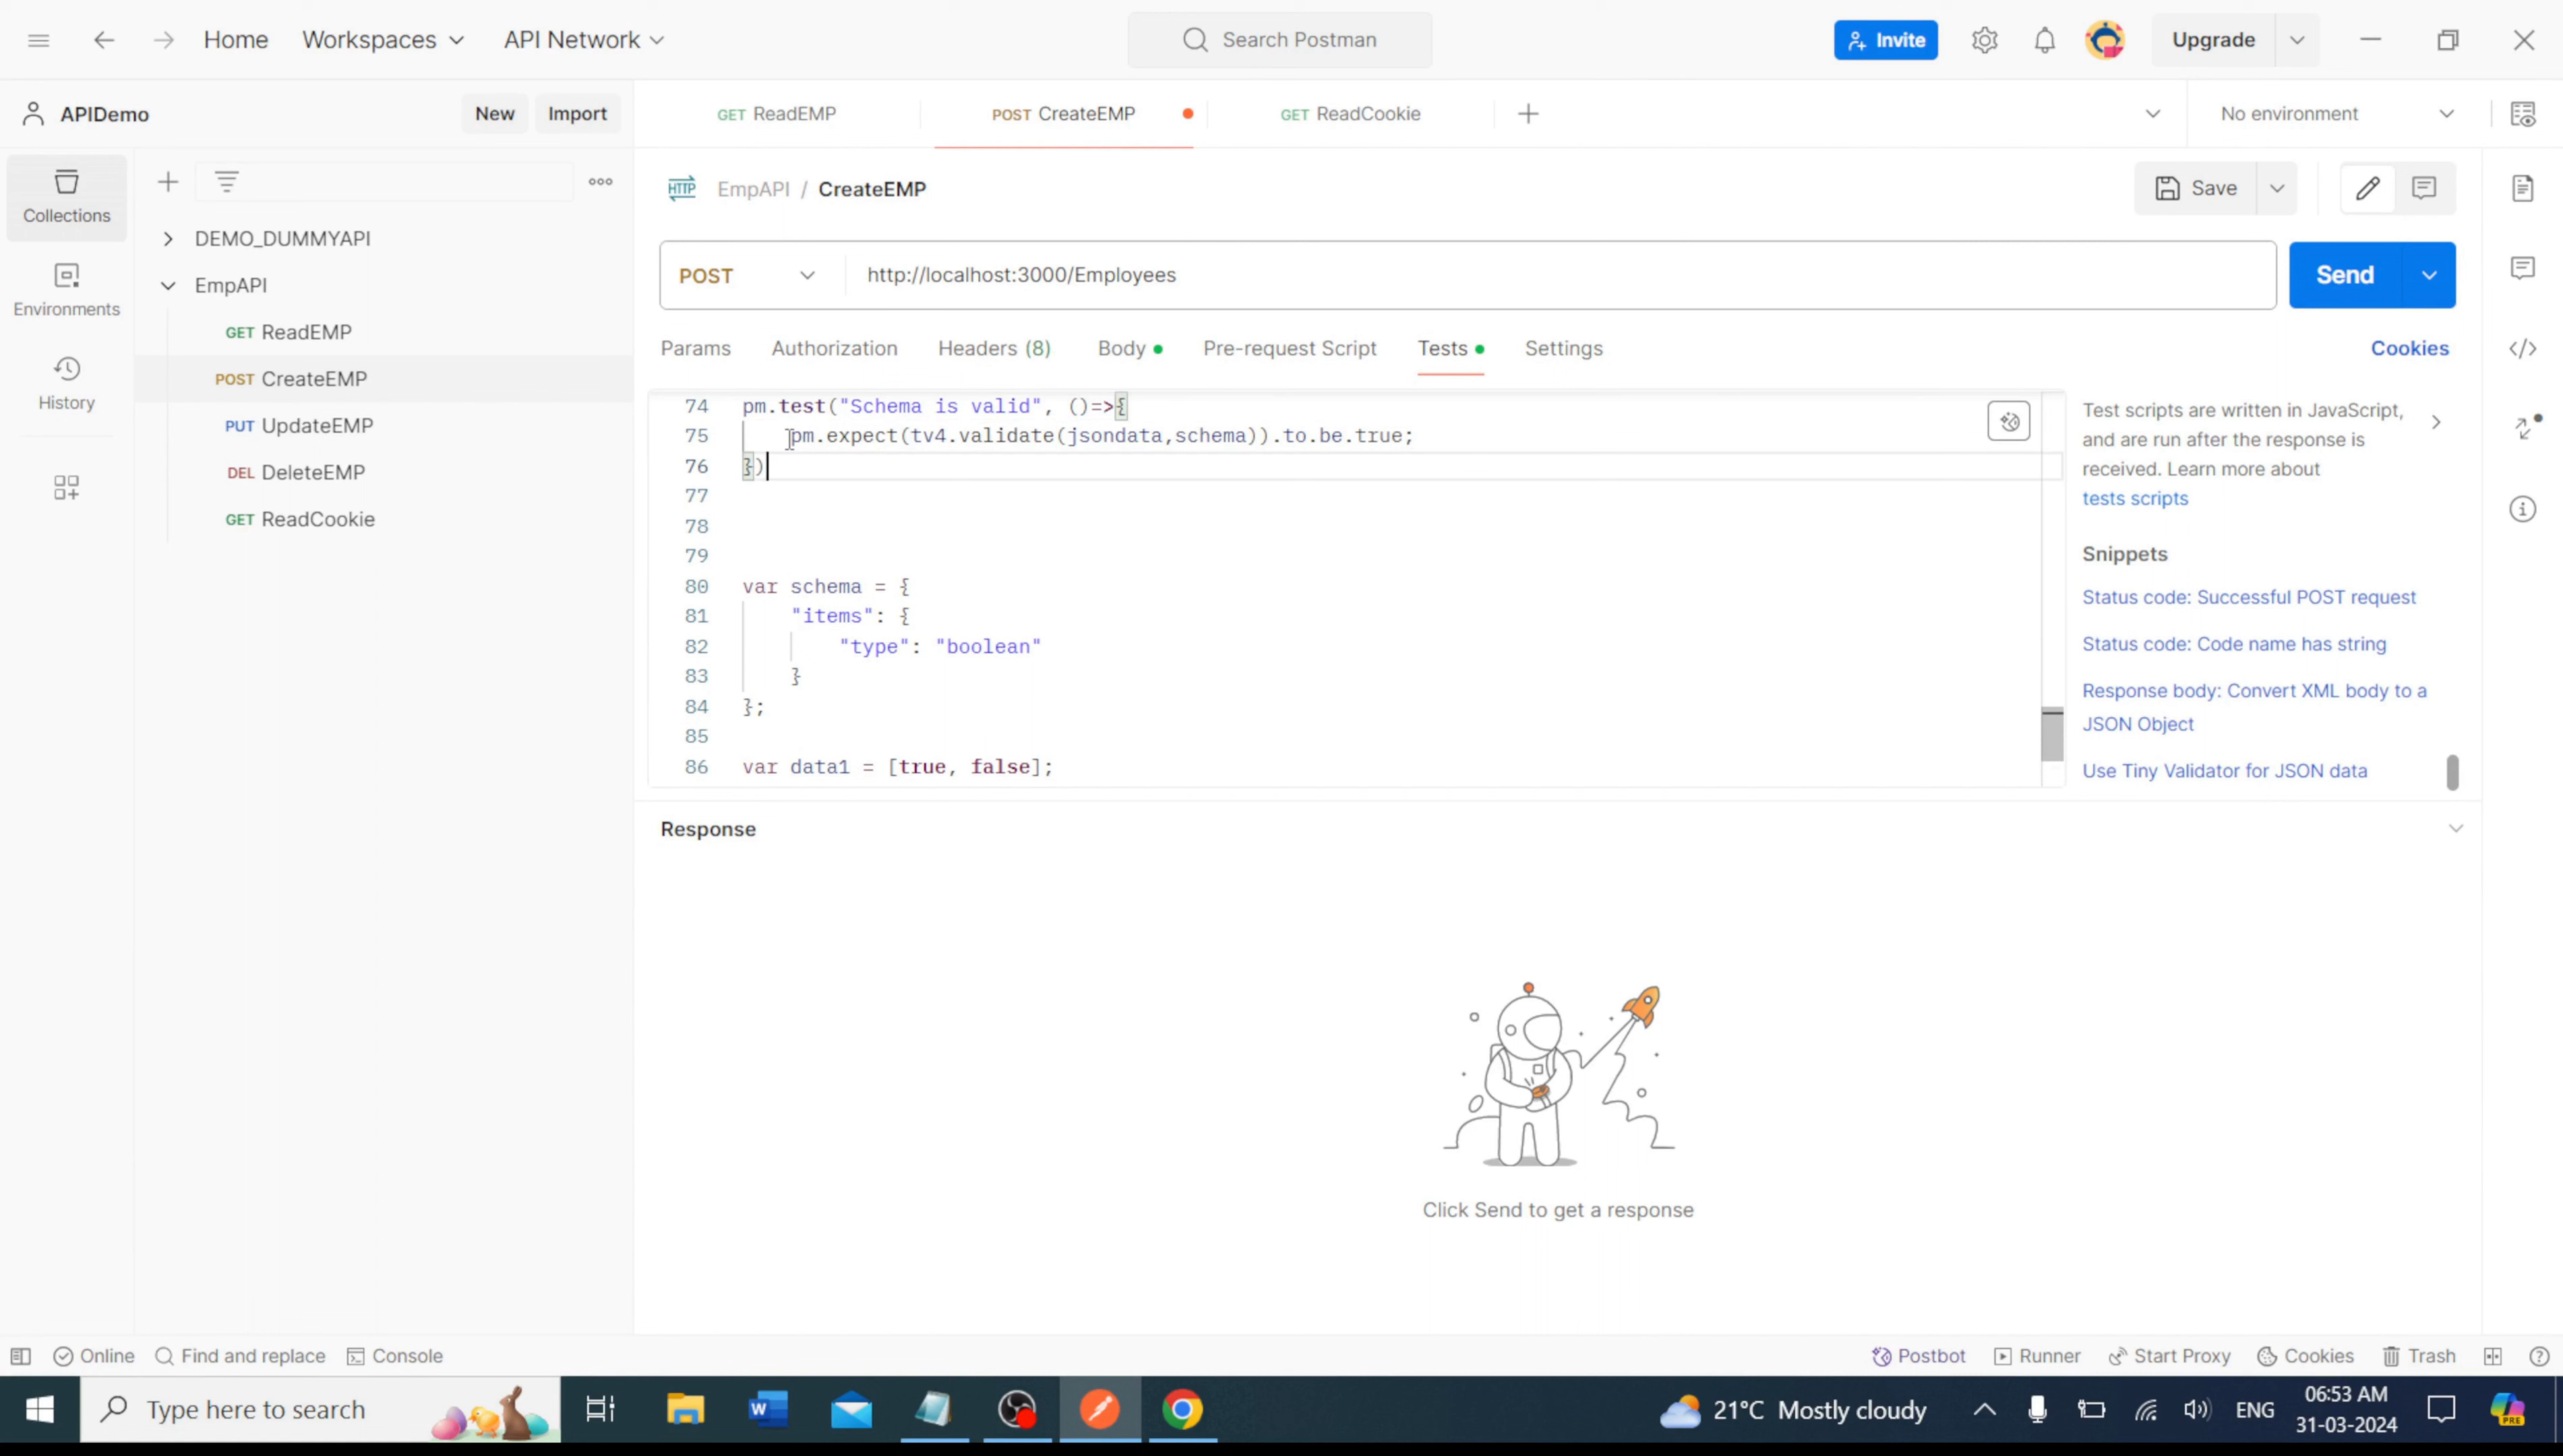 Home Workspaces API Network Search Postman Invite Upgrade
APIDemo New Import GET ReadEMP POST CreateEMP GET ReadCookie No environment
Collections
Environments
History
DEMO_DUMMYAPI
EmpAPI
GET ReadEMP
POST CreateEMP
PUT UpdateEMP
DEL DeleteEMP
GET ReadCookie
HTTP EmpAPI / CreateEMP Save
POST http://localhost:3000/Employees Send
Params Authorization Headers (8) Body Pre-request Script Tests Settings Cookies
74 pm.test("Schema is valid", ()=>{
75 pm.expect(tv4.validate(jsondata,schema)).to.be.true;
76 })
77
78
79
80 var schema = {
81 "items": {
82 "type": "boolean"
83 }
84 };
85
86 var data1 = [true, false];
Test scripts are written in JavaScript,
and are run after the response is
received. Learn more about
tests scripts
Snippets
Status code: Successful POST request
Status code: Code name has string
Response body: Convert XML body to a
JSON Object
Use Tiny Validator for JSON data
Response
Click Send to get a response
Online Find and replace Console Postbot Runner Start Proxy Cookies Trash
Type here to search 21°C Mostly cloudy ENG 06:53 AM
31-03-2024
PRE